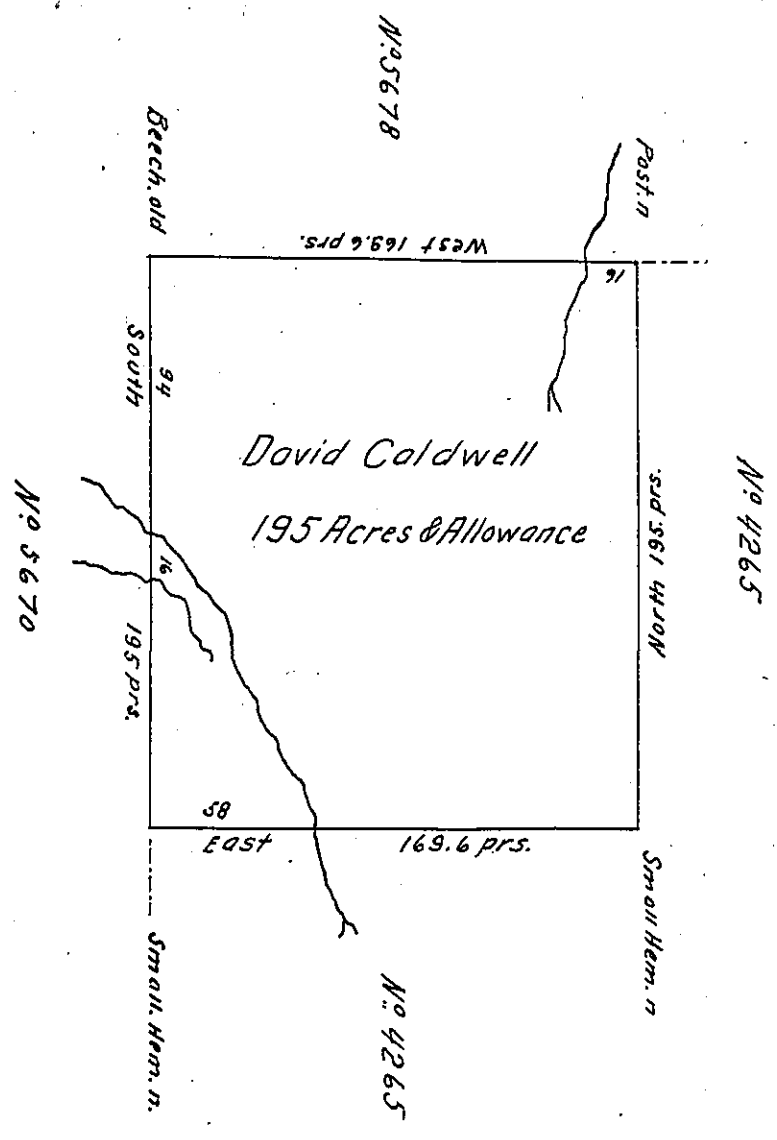 Nº 5678
Beech. old
Post. n
West 169.6 prs.
16
94
South
David Caldwell
195 Acres & Allowance
North 195 prs.
Nº 4265
Nº 5670
16
195 prs.
58
East 169.6 prs.
Small Hem. n
Small. Hem. n.
Nº 4265